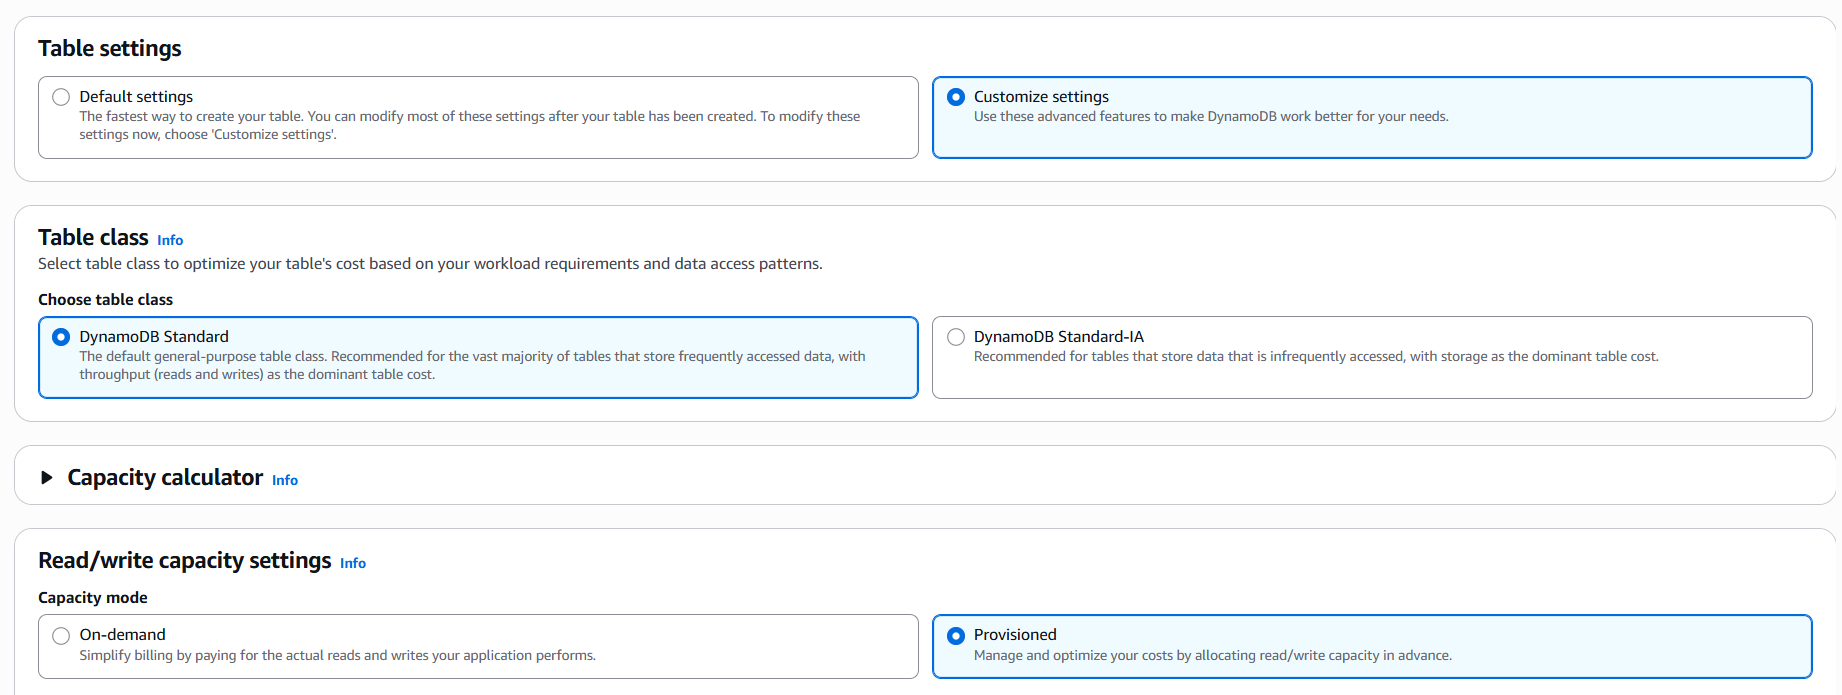 Table settings
Default settings
The fastest way to create your table. You can modify most of these settings after your table has been created. To modify these
settings now, choose 'Customize settings'.
Customize settings
Use these advanced features to make DynamoDB work better for your needs.
Table class Info
Select table class to optimize your table's cost based on your workload requirements and data access patterns.
Choose table class
DynamoDB Standard
The default general-purpose table class. Recommended for the vast majority of tables that store frequently accessed data, with
throughput (reads and writes) as the dominant table cost.
DynamoDB Standard-IA
Recommended for tables that store data that is infrequently accessed, with storage as the dominant table cost.
Capacity calculator Info
Read/write capacity settings Info
Capacity mode
On-demand
Simplify billing by paying for the actual reads and writes your application performs.
Provisioned
Manage and optimize your costs by allocating read/write capacity in advance.